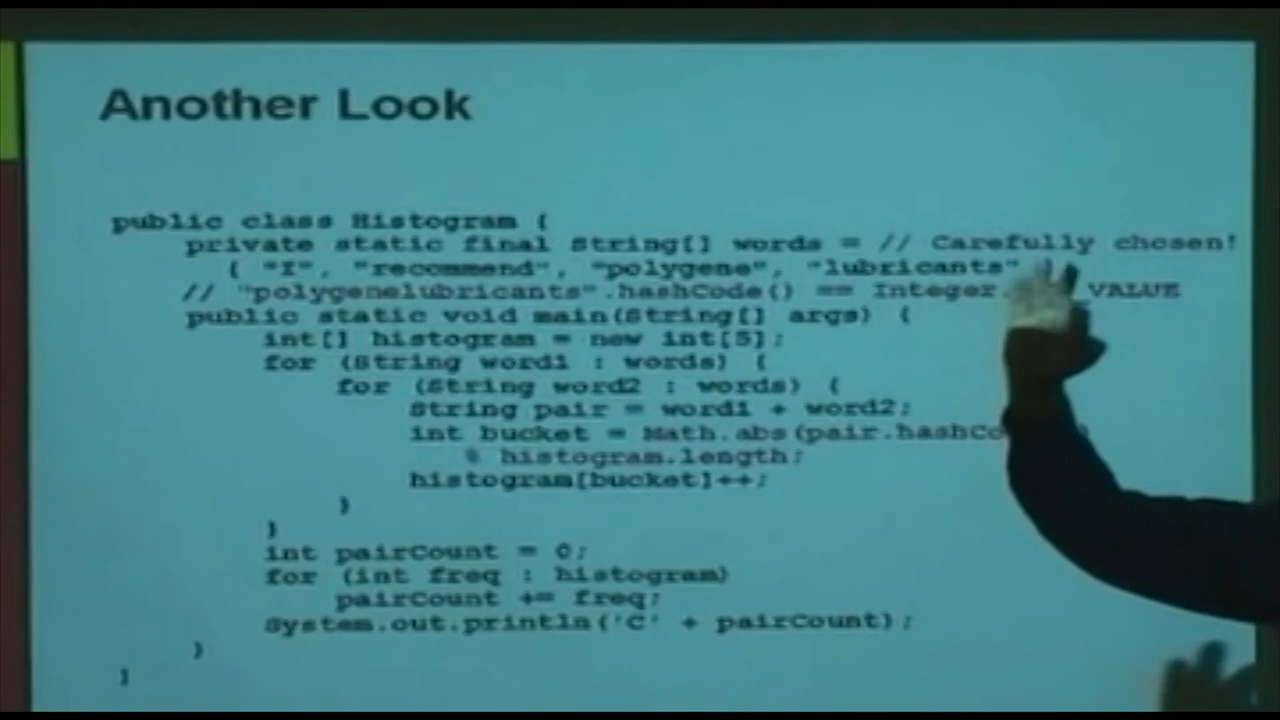 Another Look
public class Histogram {
private static final String[] words = // Carefully chosen!
{ "I", "recommend", "polygene", "lubricants"
// "polygenelubricants".hashCode() == Integer. VALUE
public static void main(String[] args) {
int[] histogram = new int[5];
for (String word1 : words) {
for (String word2 : words) {
String pair = word1 + word2;
int bucket = Math.abs(pair.hashCo
% histogram.length;
histogram[bucket]++;
}
}
int pairCount = 0;
for (int freq : histogram)
pairCount += freq;
System.out.println('C' + pairCount);
}
}